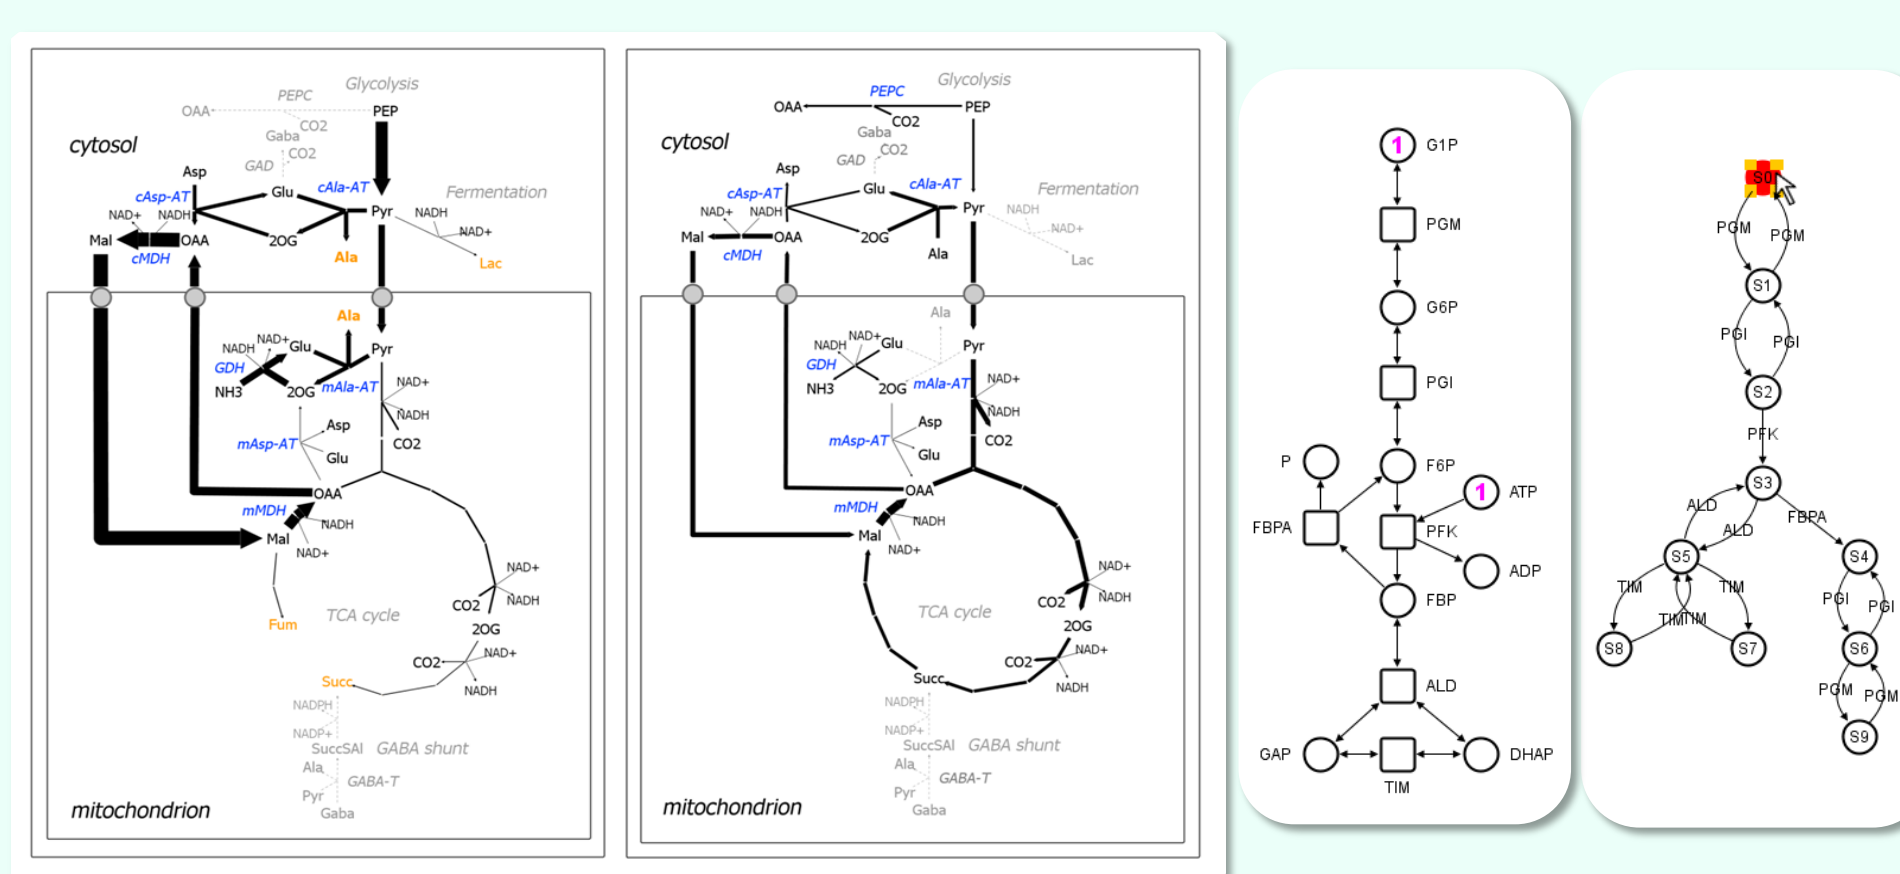 Glycolysis
PEPC
OAA
PEP
CO2
cytosol
Gaba
CO2
GAD
Asp
cAsp-AT
Glu
cAla-AT
Fermentation
NAD+
NADH
Pyr
NADH
NAD+
Mal
OAA
2OG
cMDH
Ala
Lac
Ala
NAD+
NADH
Glu
Pyr
GDH
NH3
2OG
mAla-AT
NAD+
NADH
Asp
mAsp-AT
CO2
Glu
OAA
mMDH
NADH
Mal
NAD+
NAD+
CO2
NADH
TCA cycle
Fum
2OG
NAD+
CO2
Succ
NADH
NADPH
NADP+
SuccSAl
GABA shunt
Ala
GABA-T
Pyr
Gaba
mitochondrion
Glycolysis
PEPC
OAA
PEP
CO2
cytosol
Gaba
CO2
GAD
Asp
cAsp-AT
Glu
cAla-AT
Fermentation
NAD+
NADH
Pyr
NADH
NAD+
Mal
OAA
2OG
cMDH
Ala
Lac
Ala
NADH
NAD+
Glu
Pyr
GDH
NH3
2OG
mAla-AT
NAD+
NADH
Asp
mAsp-AT
CO2
Glu
OAA
mMDH
NADH
Mal
NAD+
NAD+
CO2
NADH
TCA cycle
2OG
NAD+
CO2
Succ
NADH
NADPH
NADP+
SuccSAl
GABA shunt
Ala
GABA-T
Pyr
Gaba
mitochondrion
1 G1P
PGM
G6P
PGI
P
F6P
1 ATP
FBPA
PFK
ADP
FBP
ALD
GAP
DHAP
TIM
S0
PGM
PGM
S1
PGI
PGI
S2
PFK
S3
ALD
FBPA
ALD
S5
S4
TIM
TIM
PGI
PGI
TIM
TIM
S8
S7
S6
PGM
PGM
S9